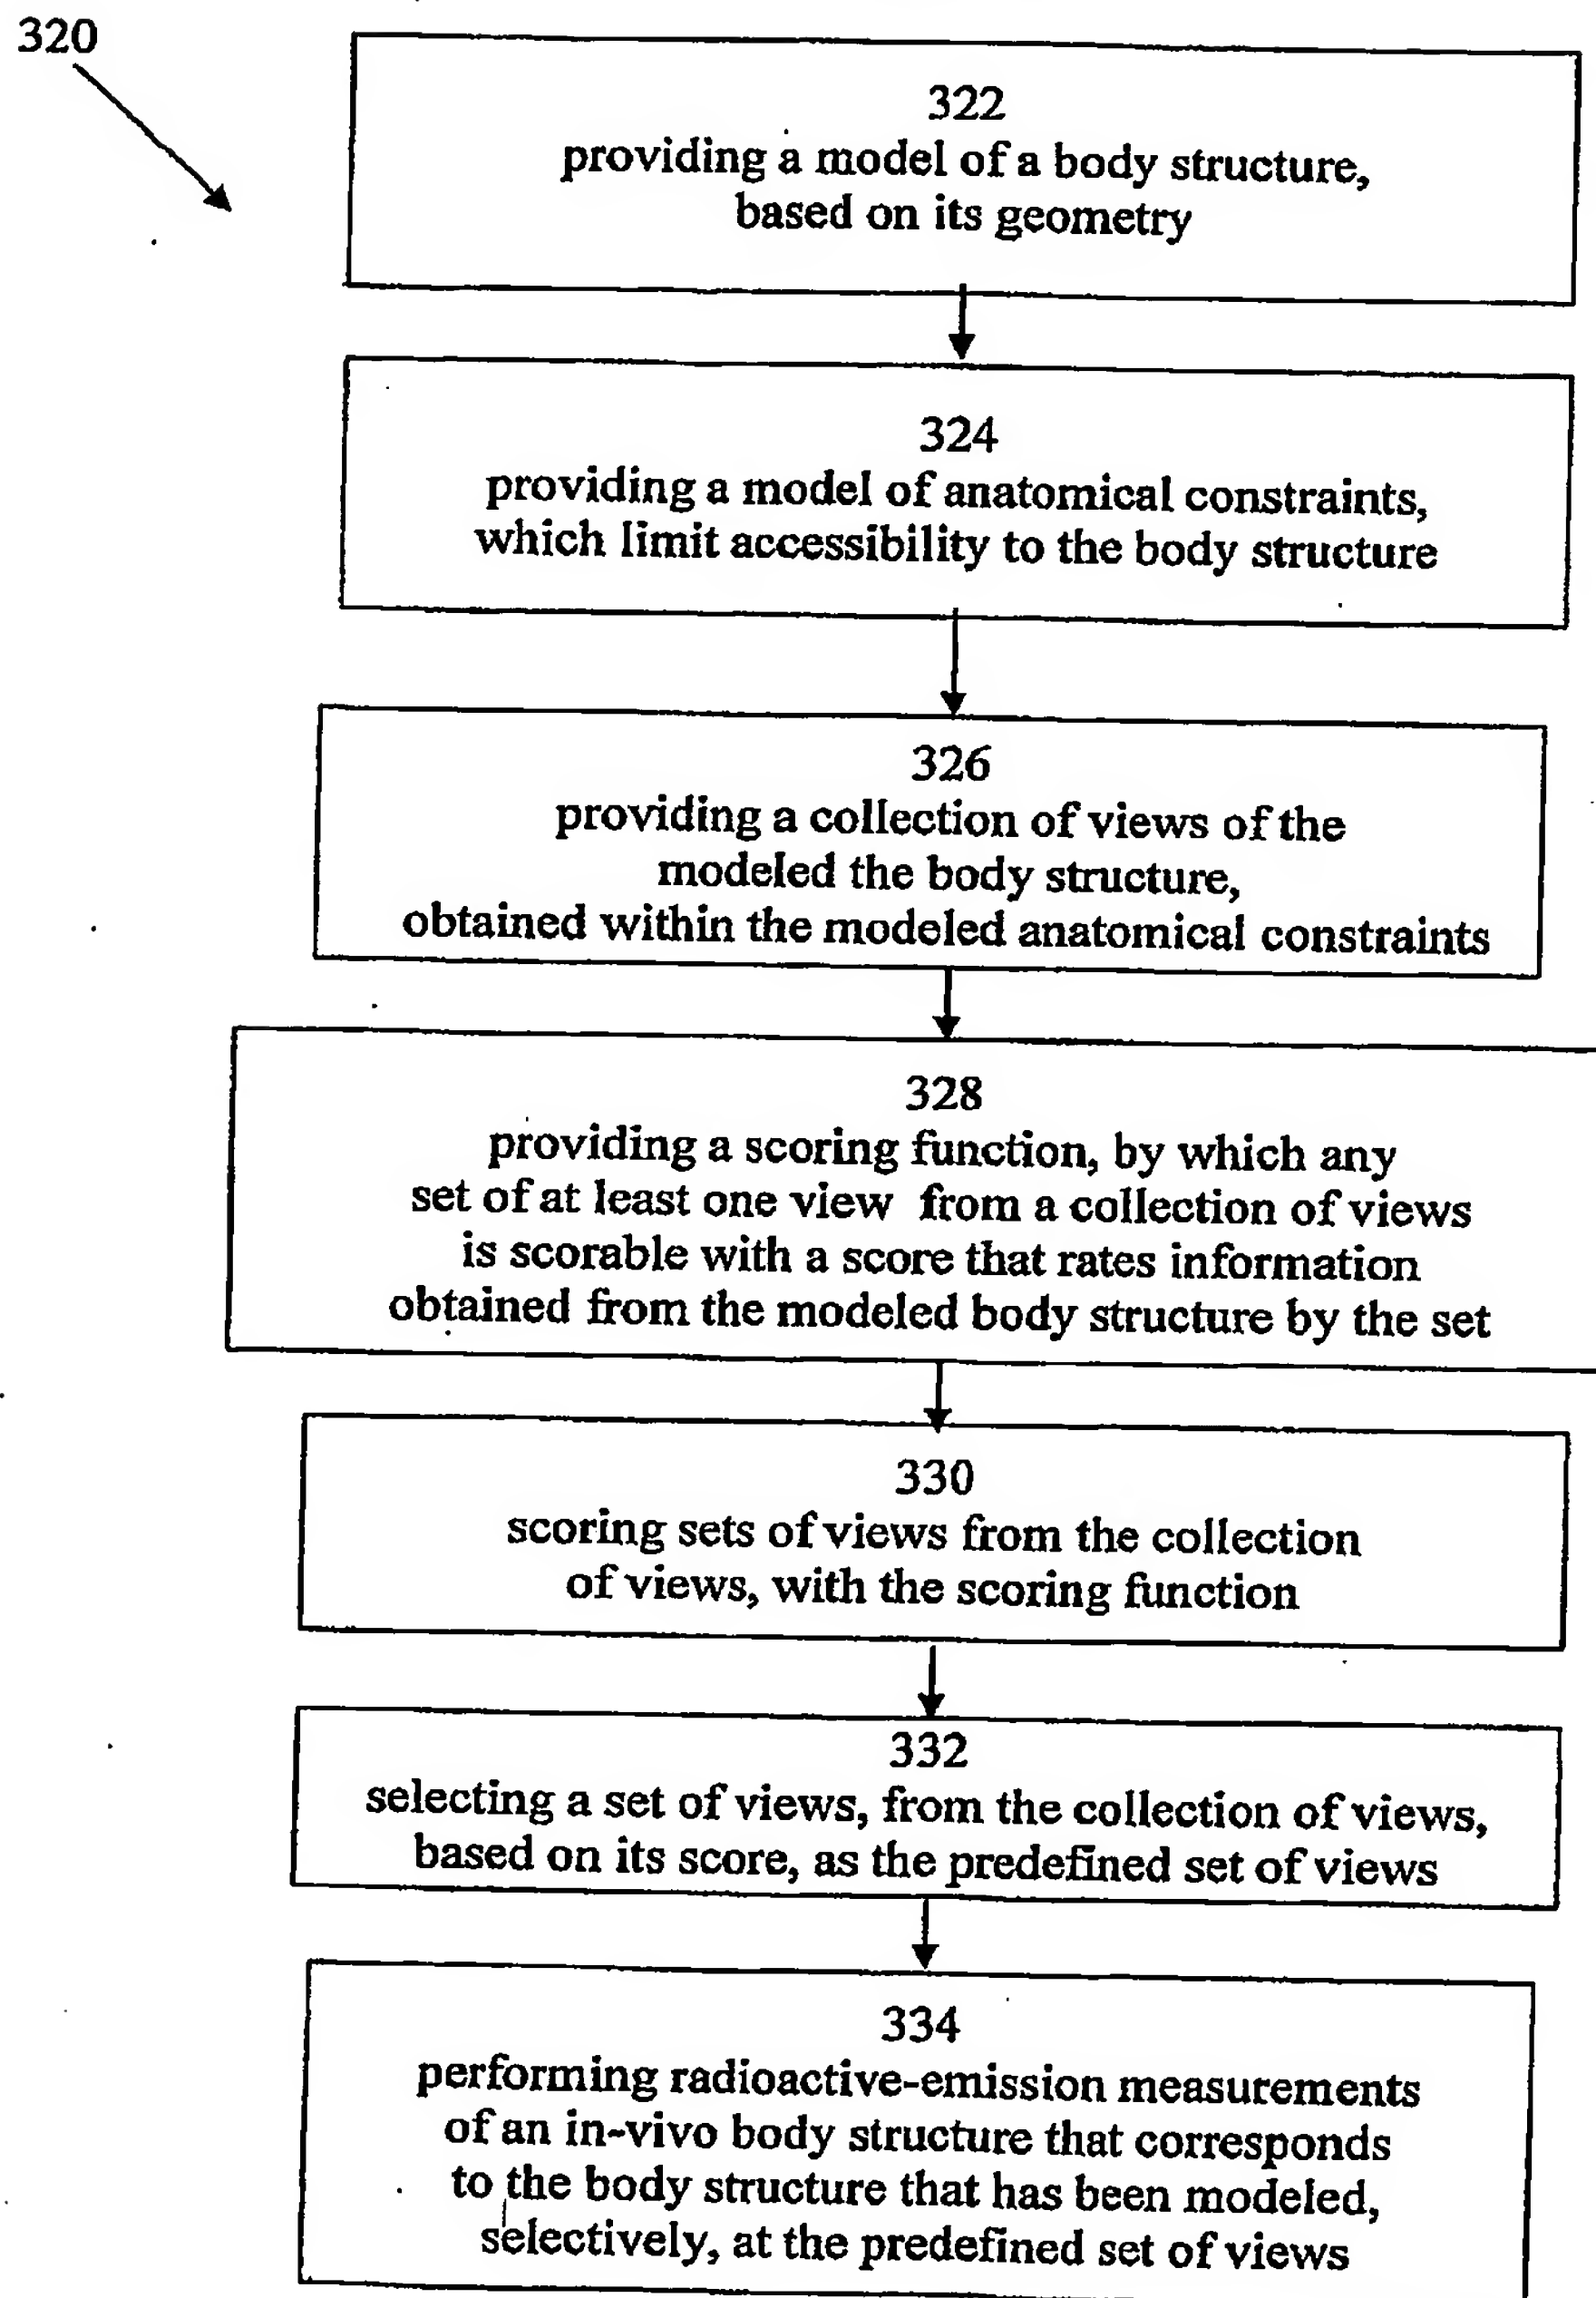 320
322
providing a model of a body structure,
based on its geometry
324
providing a model of anatomical constraints,
which limit accessibility to the body structure
326
providing a collection of views of the
modeled the body structure,
obtained within the modeled anatomical constraints
328
providing a scoring function, by which any
set of at least one view from a collection of views
is scorable with a score that rates information
obtained from the modeled body structure by the set
330
scoring sets of views from the collection
of views, with the scoring function
332
selecting a set of views, from the collection of views,
based on its score, as the predefined set of views
334
performing radioactive-emission measurements
of an in-vivo body structure that corresponds
to the body structure that has been modeled,
selectively, at the predefined set of views